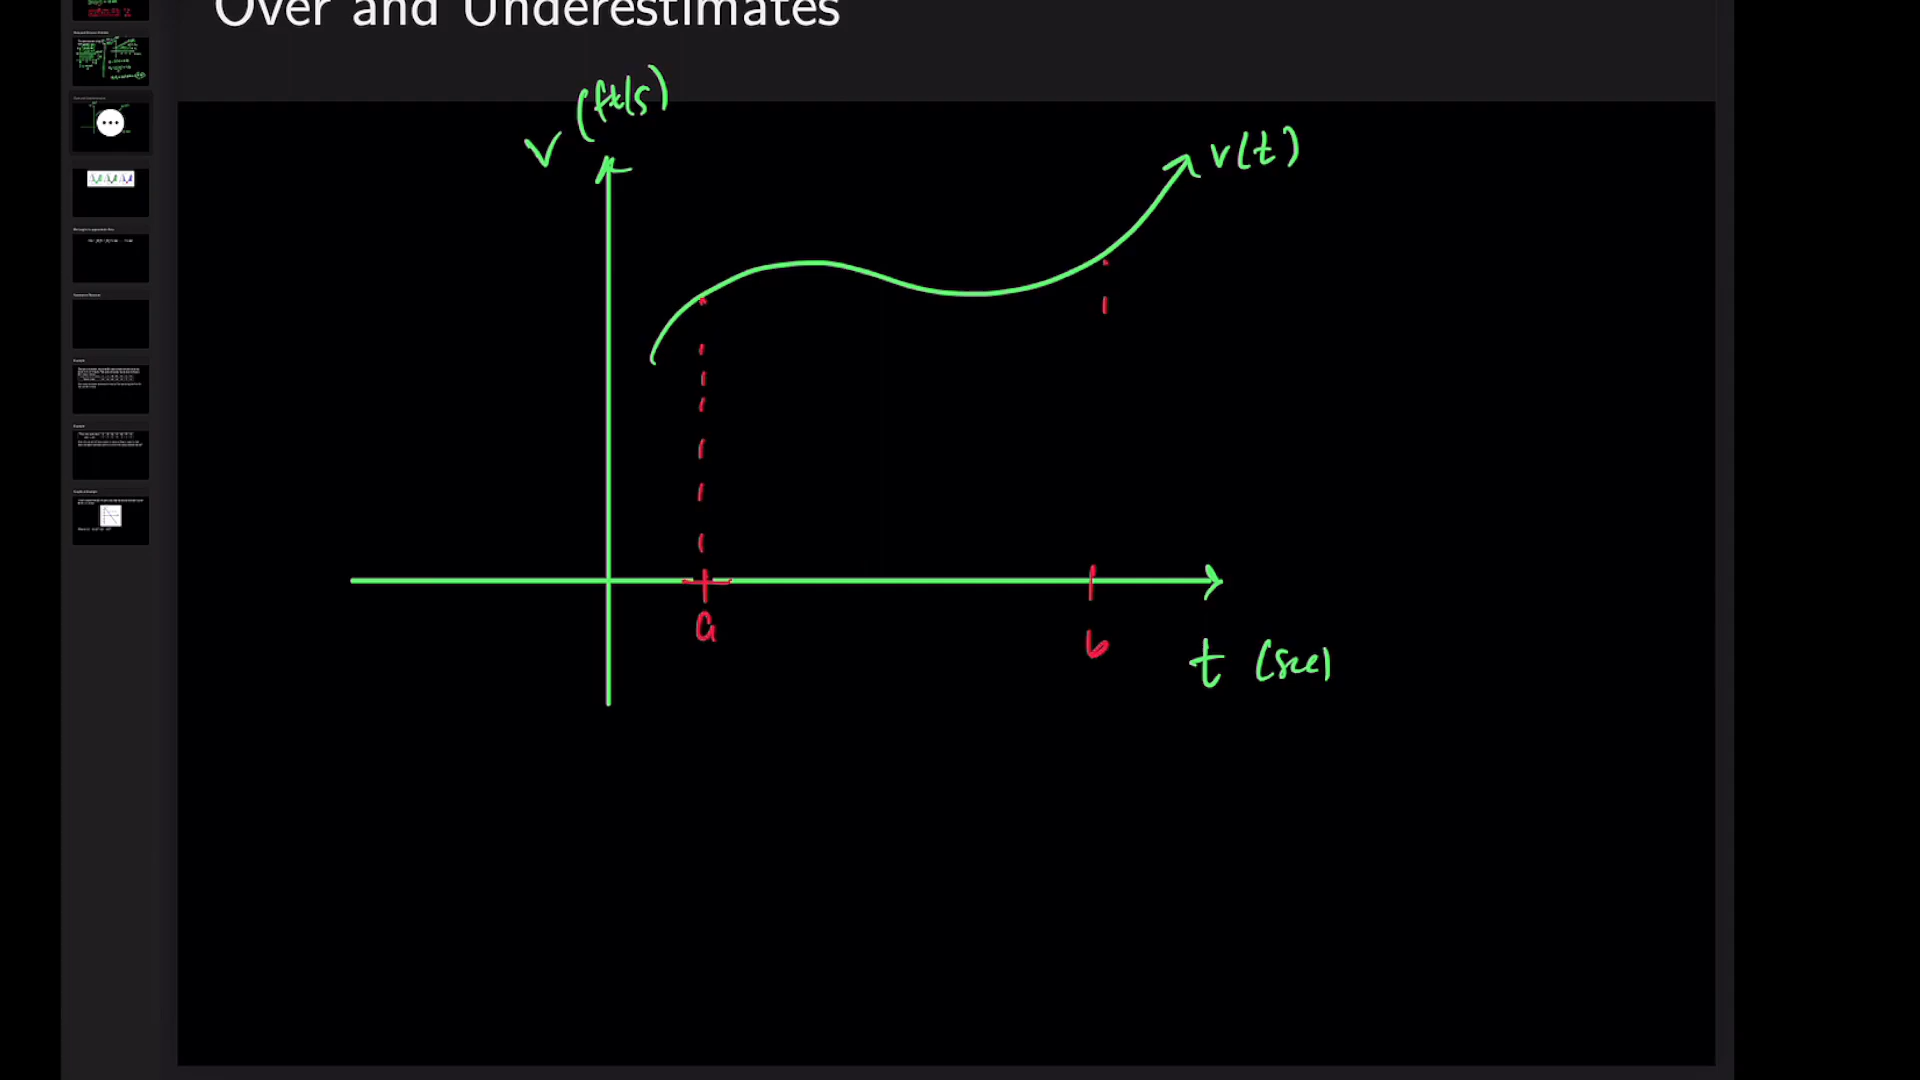 Over and Underestimates
v (ft/s)
v(t)
a
b
t (sec)